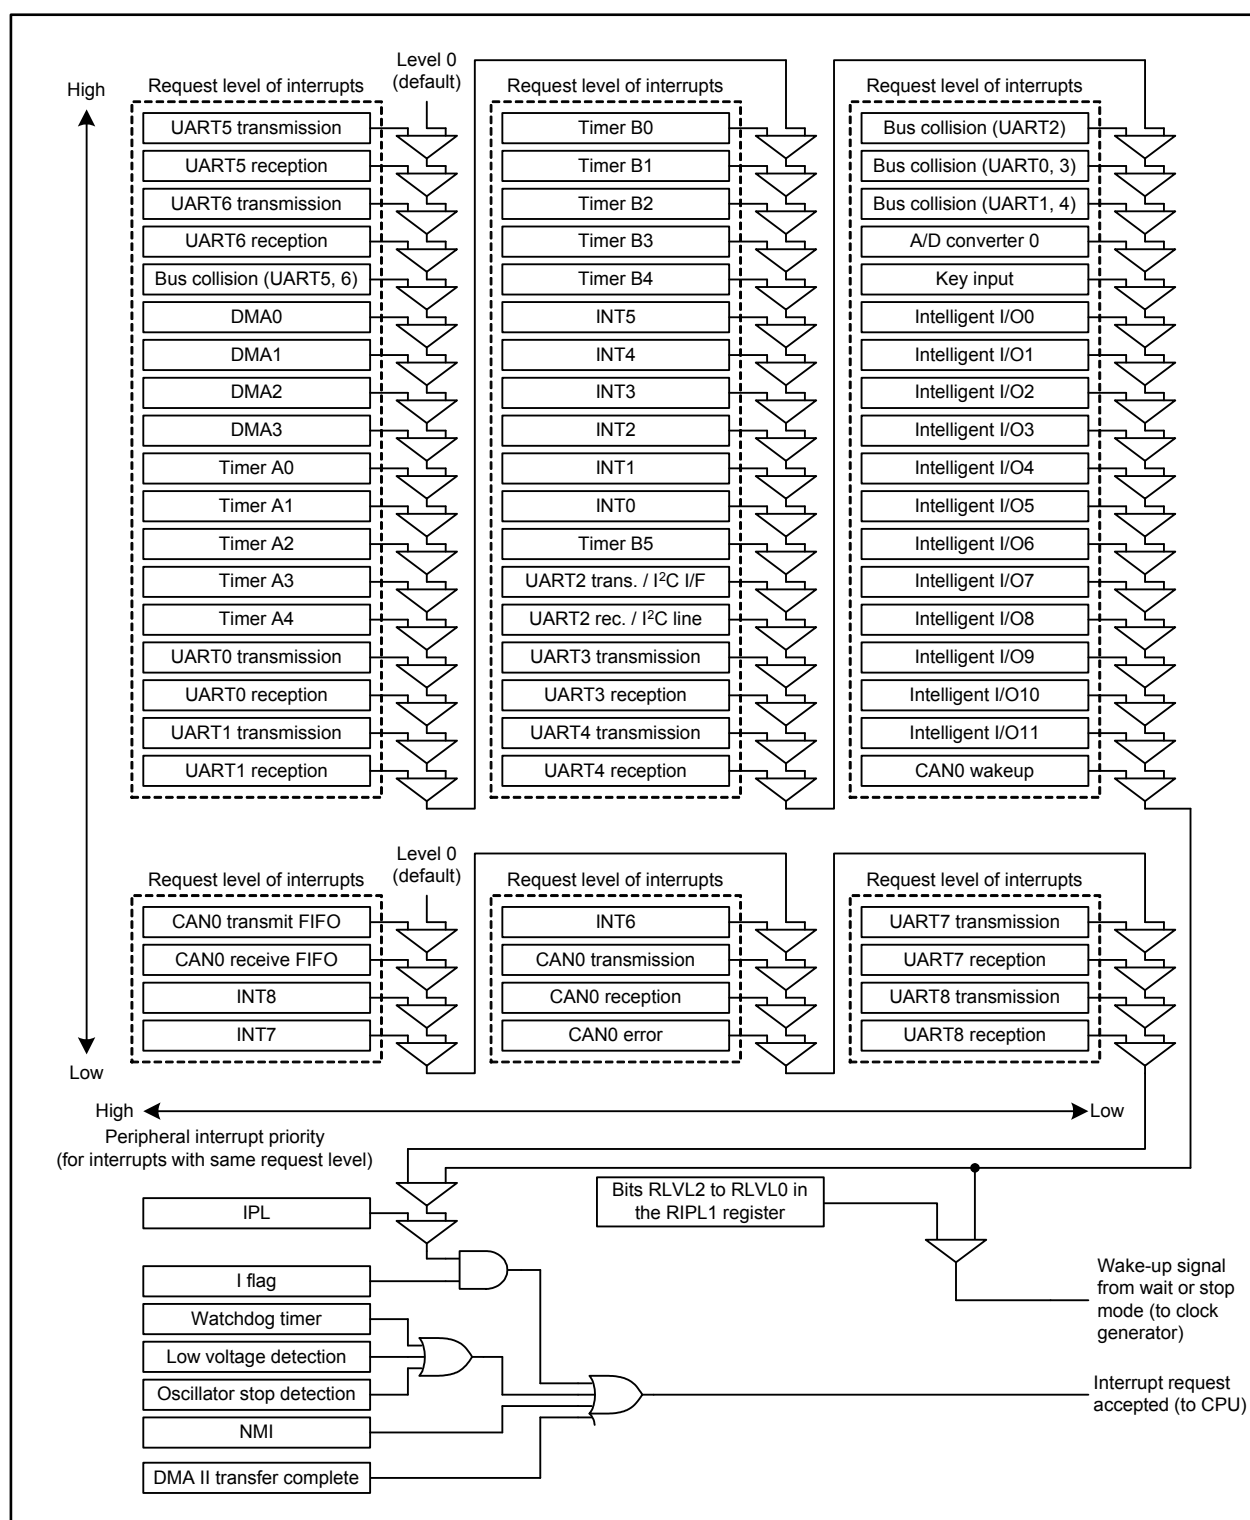 High
Level 0
(default)
Request level of interrupts
UART5 transmission
UART5 reception
UART6 transmission
UART6 reception
Bus collision (UART5, 6)
DMA0
DMA1
DMA2
DMA3
Timer A0
Timer A1
Timer A2
Timer A3
Timer A4
UART0 transmission
UART0 reception
UART1 transmission
UART1 reception
Request level of interrupts
Timer B0
Timer B1
Timer B2
Timer B3
Timer B4
INT5
INT4
INT3
INT2
INT1
INT0
Timer B5
UART2 trans. / I²C I/F
UART2 rec. / I²C line
UART3 transmission
UART3 reception
UART4 transmission
UART4 reception
Request level of interrupts
Bus collision (UART2)
Bus collision (UART0, 3)
Bus collision (UART1, 4)
A/D converter 0
Key input
Intelligent I/O0
Intelligent I/O1
Intelligent I/O2
Intelligent I/O3
Intelligent I/O4
Intelligent I/O5
Intelligent I/O6
Intelligent I/O7
Intelligent I/O8
Intelligent I/O9
Intelligent I/O10
Intelligent I/O11
CAN0 wakeup
Level 0
(default)
Request level of interrupts
CAN0 transmit FIFO
CAN0 receive FIFO
INT8
INT7
Request level of interrupts
INT6
CAN0 transmission
CAN0 reception
CAN0 error
Request level of interrupts
UART7 transmission
UART7 reception
UART8 transmission
UART8 reception
Low
High
Low
Peripheral interrupt priority
(for interrupts with same request level)
IPL
Bits RLVL2 to RLVL0 in
the RIPL1 register
I flag
Watchdog timer
Low voltage detection
Oscillator stop detection
NMI
DMA II transfer complete
Wake-up signal
from wait or stop
mode (to clock
generator)
Interrupt request
accepted (to CPU)